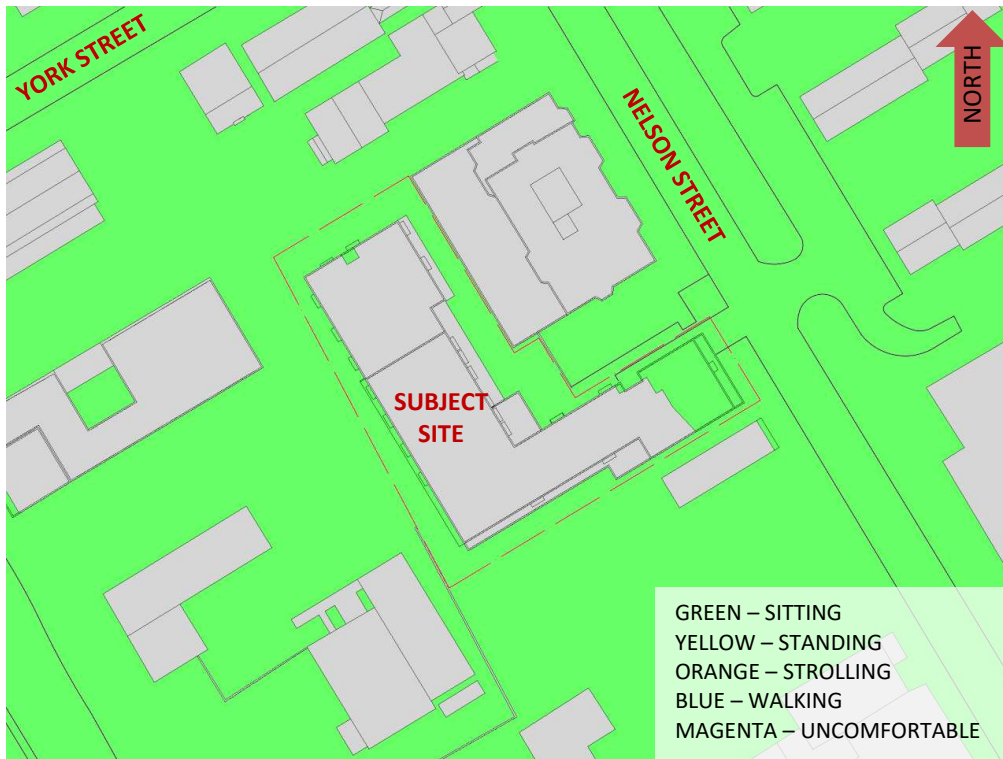 YORK STREET
NELSON STREET
NORTH
SUBJECT
SITE
GREEN – SITTING
YELLOW – STANDING
ORANGE – STROLLING
BLUE – WALKING
MAGENTA – UNCOMFORTABLE